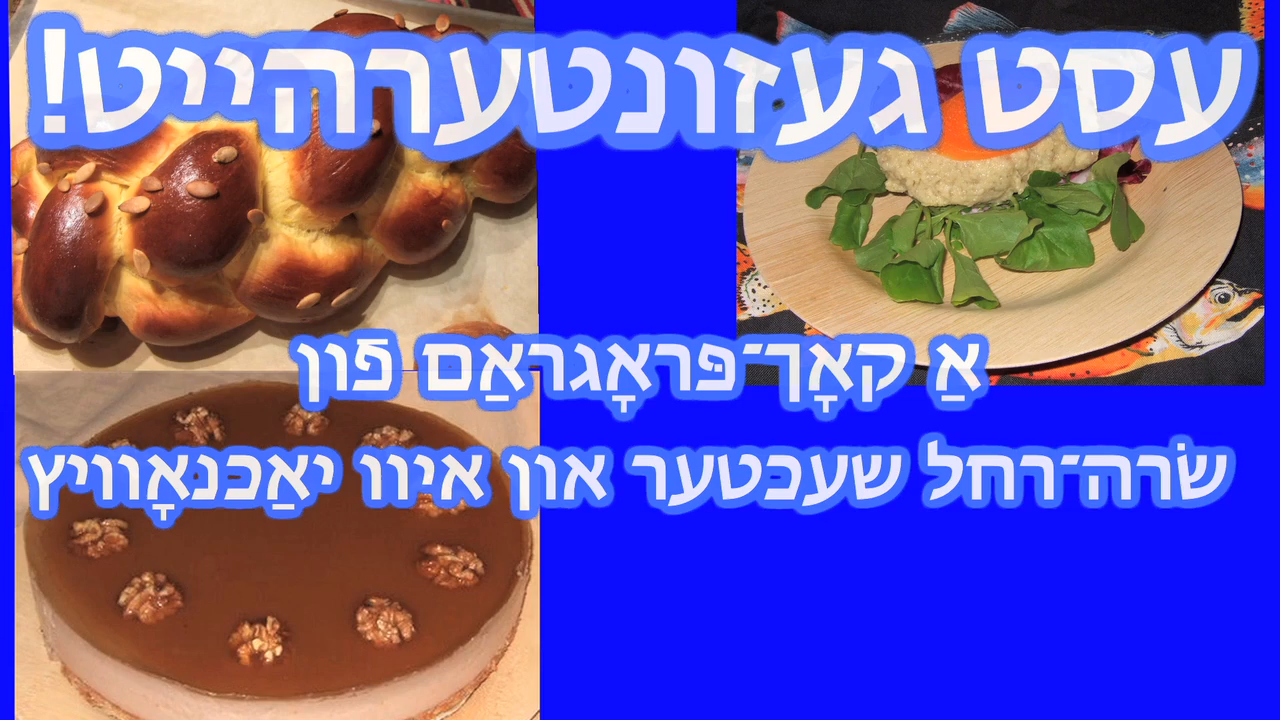 עסט געזונטערהייט!
אַ קאָך־פּראָגראַם פֿון
שׂרה־רחל שעכטער און איוו יאַכנאָוויץ